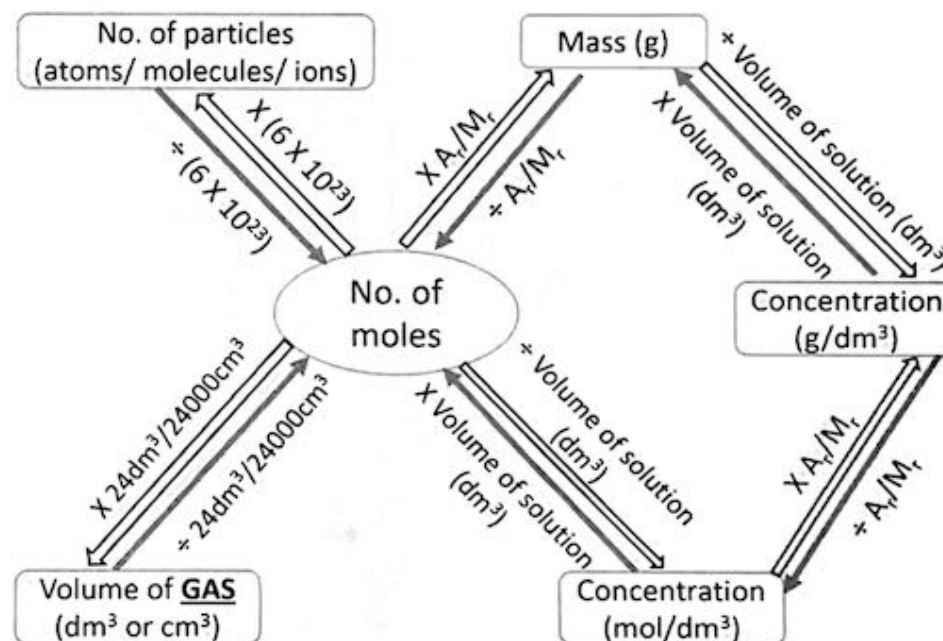 No. of particles
(atoms/ molecules/ ions)
Mass (g)
÷ Volume of solution (dm³)
X Volume of solution
(dm³)
X (6 X 10²³)
÷ (6 X 10²³)
X Aᵣ/Mᵣ
÷ Aᵣ/Mᵣ
No. of
moles
Concentration
(g/dm³)
X 24dm³/24000cm³
÷ 24dm³/24000cm³
÷ Volume of solution
(dm³)
X Volume of solution
(dm³)
X Aᵣ/Mᵣ
÷ Aᵣ/Mᵣ
Volume of GAS
(dm³ or cm³)
Concentration
(mol/dm³)